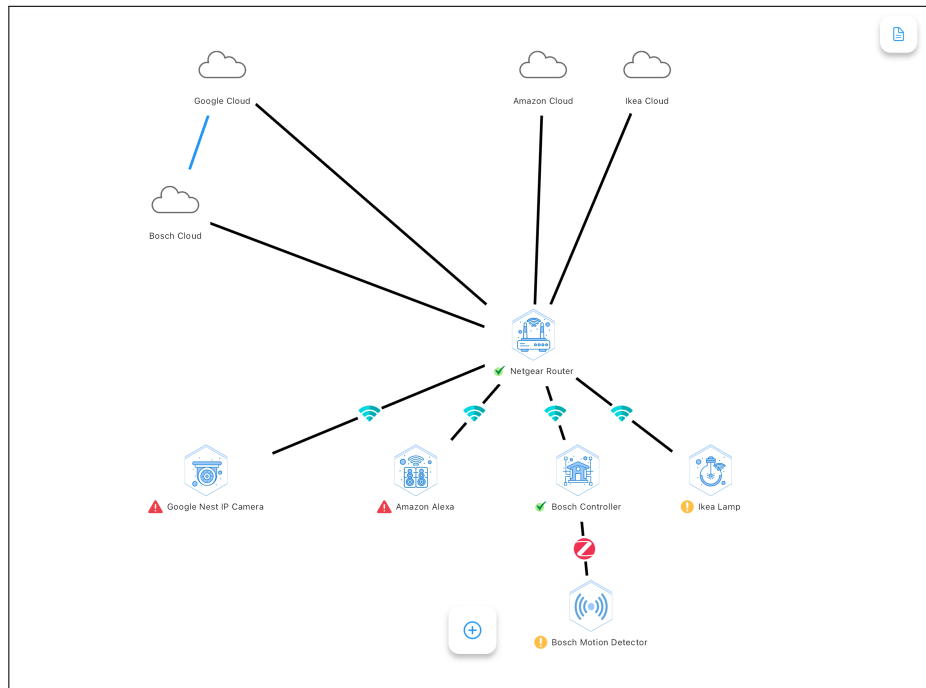 Google Cloud
Amazon Cloud
Ikea Cloud
Bosch Cloud
Netgear Router
Google Nest IP Camera
Amazon Alexa
Bosch Controller
Ikea Lamp
Bosch Motion Detector